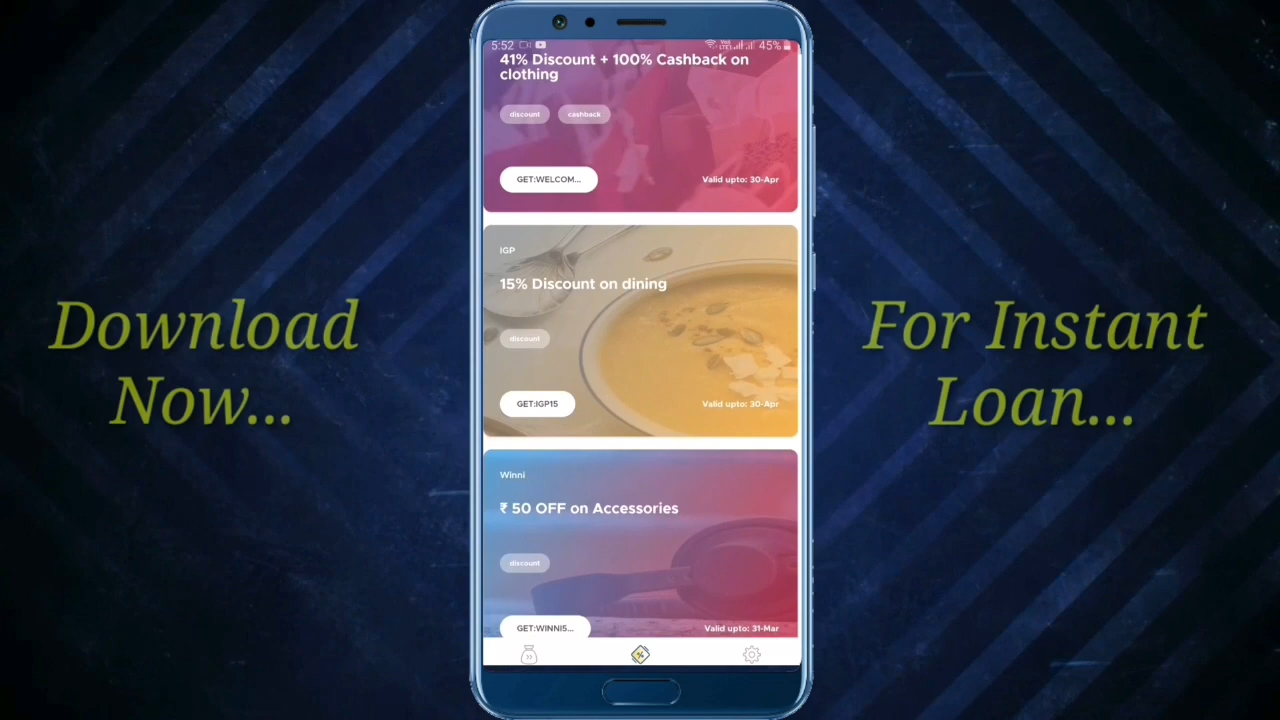 5:52
45%
41% Discount + 100% Cashback on
clothing
discount
cashback
GET:WELCOM...
Valid upto: 30-Apr
IGP
15% Discount on dining
discount
GET:IGP15
Valid upto: 30-Apr
Winni
₹ 50 OFF on Accessories
discount
GET:WINNI5...
Valid upto: 31-Mar
Download
Now...
For Instant
Loan...